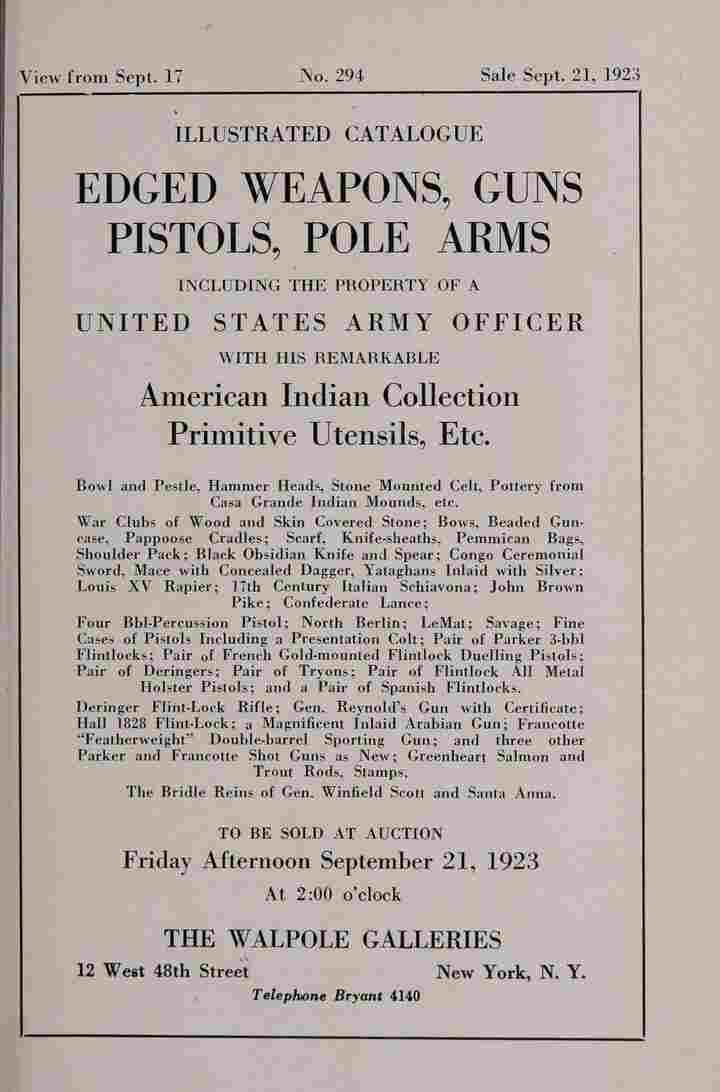 View from Sept. 17 No. 294 Sale Sept. 21, 1923
ILLUSTRATED CATALOGUE
EDGED WEAPONS, GUNS
PISTOLS, POLE ARMS
INCLUDING THE PROPERTY OF A
UNITED STATES ARMY OFFICER
WITH HIS REMARKABLE
American Indian Collection
Primitive Utensils, Etc.
Bowl and Pestle, Hammer Heads, Stone Mounted Celt, Pottery from
Casa Grande Indian Mounds, etc.
War Clubs of Wood and Skin Covered Stone; Bows, Beaded Gun-
case, Pappoose Cradles; Scarf, Knife-sheaths, Pemmican Bags,
Shoulder Pack; Black Obsidian Knife and Spear; Congo Ceremonial
Sword, Mace with Concealed Dagger, Yataghans Inlaid with Silver;
Louis XV Rapier; 17th Century Italian Schiavona; John Brown
Pike; Confederate Lance;
Four Bbl-Percussion Pistol; North Berlin; LeMat; Savage; Fine
Cases of Pistols Including a Presentation Colt; Pair of Parker 3-bbl
Flintlocks; Pair of French Gold-mounted Flintlock Duelling Pistols;
Pair of Deringers; Pair of Tryons; Pair of Flintlock All Metal
Holster Pistols; and a Pair of Spanish Flintlocks.
Deringer Flint-Lock Rifle; Gen. Reynold's Gun with Certificate;
Hall 1828 Flint-Lock; a Magnificent Inlaid Arabian Gun; Francotte
"Featherweight" Double-barrel Sporting Gun; and three other
Parker and Francotte Shot Guns as New; Greenheart Salmon and
Trout Rods, Stamps.
The Bridle Reins of Gen. Winfield Scott and Santa Anna.
TO BE SOLD AT AUCTION
Friday Afternoon September 21, 1923
At 2:00 o'clock
THE WALPOLE GALLERIES
12 West 48th Street New York, N. Y.
Telephone Bryant 4140